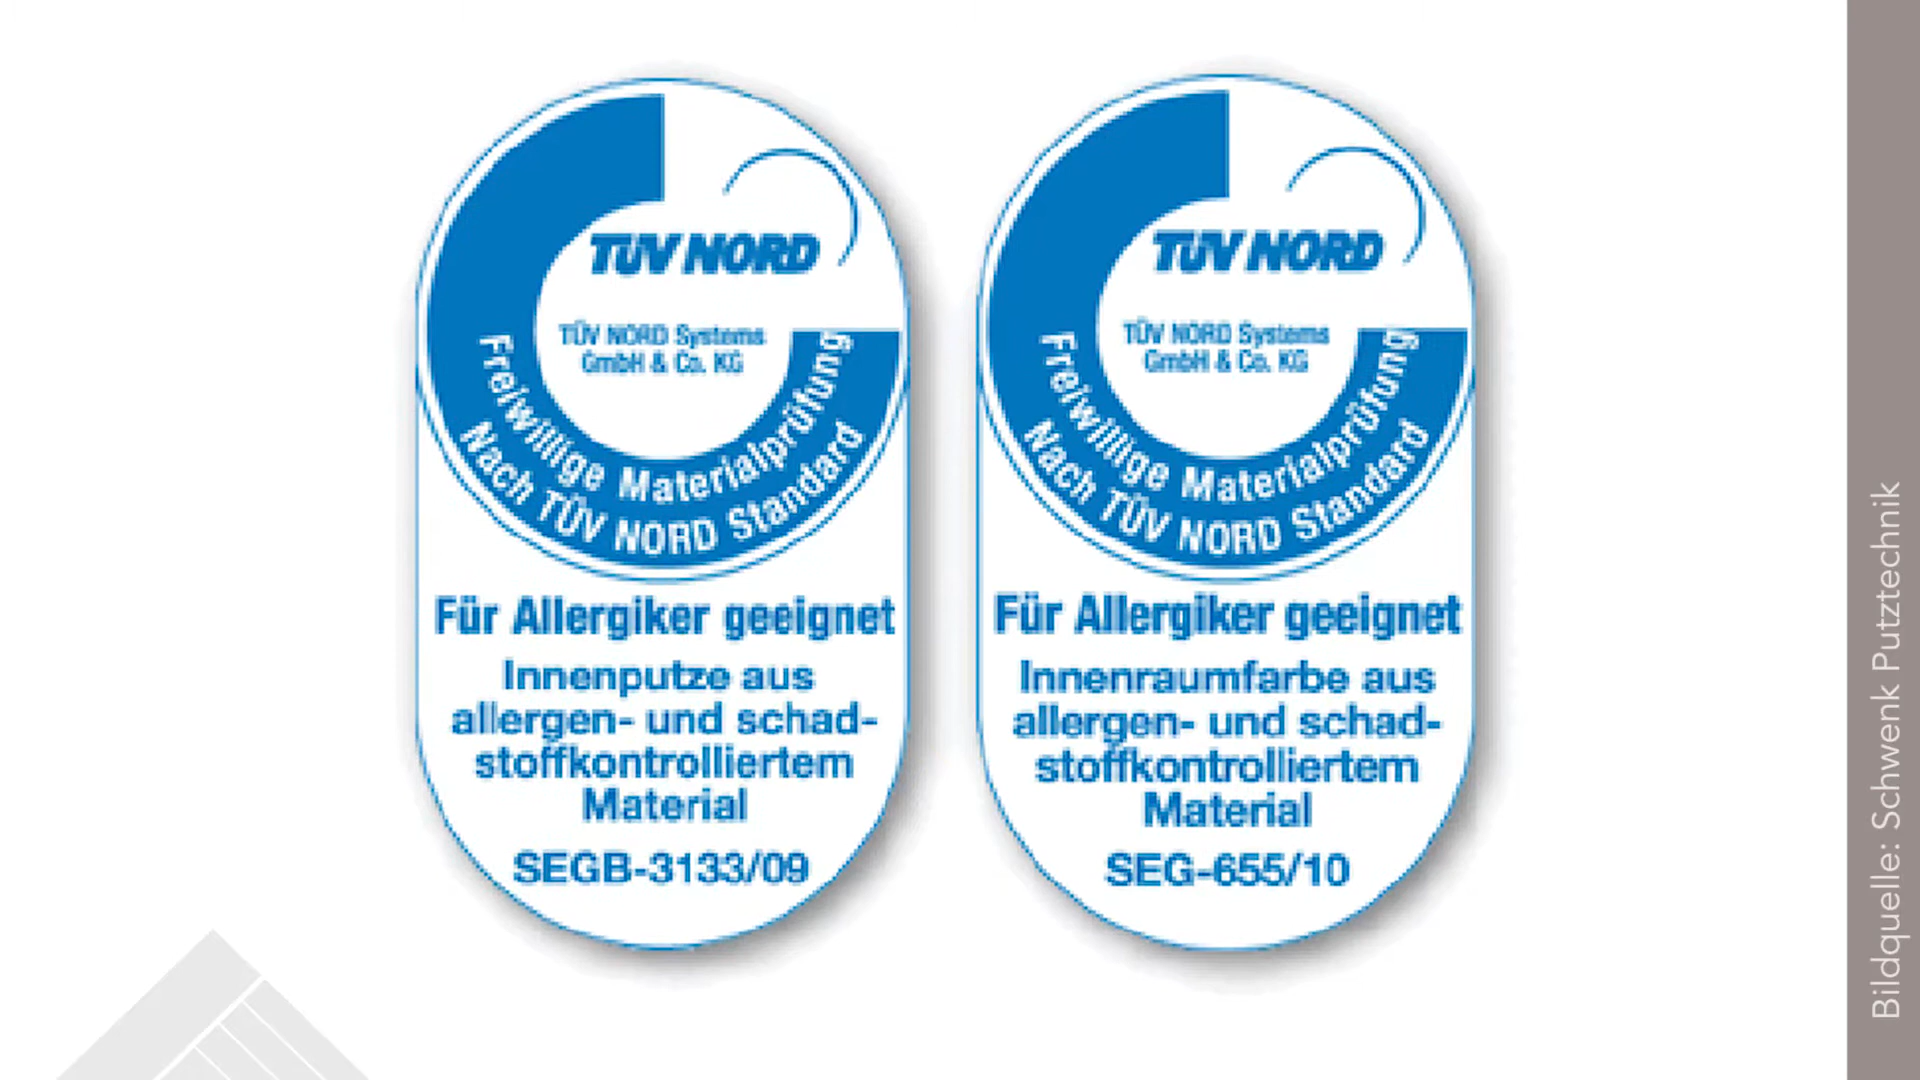 TÜV NORD
TÜV NORD Systems
GmbH & Co. KG
Freiwillige Materialprüfung
Nach TÜV NORD Standard
Für Allergiker geeignet
Innenputze aus
allergen- und schad-
stoffkontrolliertem
Material
SEGB-3133/09
TÜV NORD
TÜV NORD Systems
GmbH & Co. KG
Freiwillige Materialprüfung
Nach TÜV NORD Standard
Für Allergiker geeignet
Innenraumfarbe aus
allergen- und schad-
stoffkontrolliertem
Material
SEG-655/10
Bildquelle: Schwenk Putztechnik